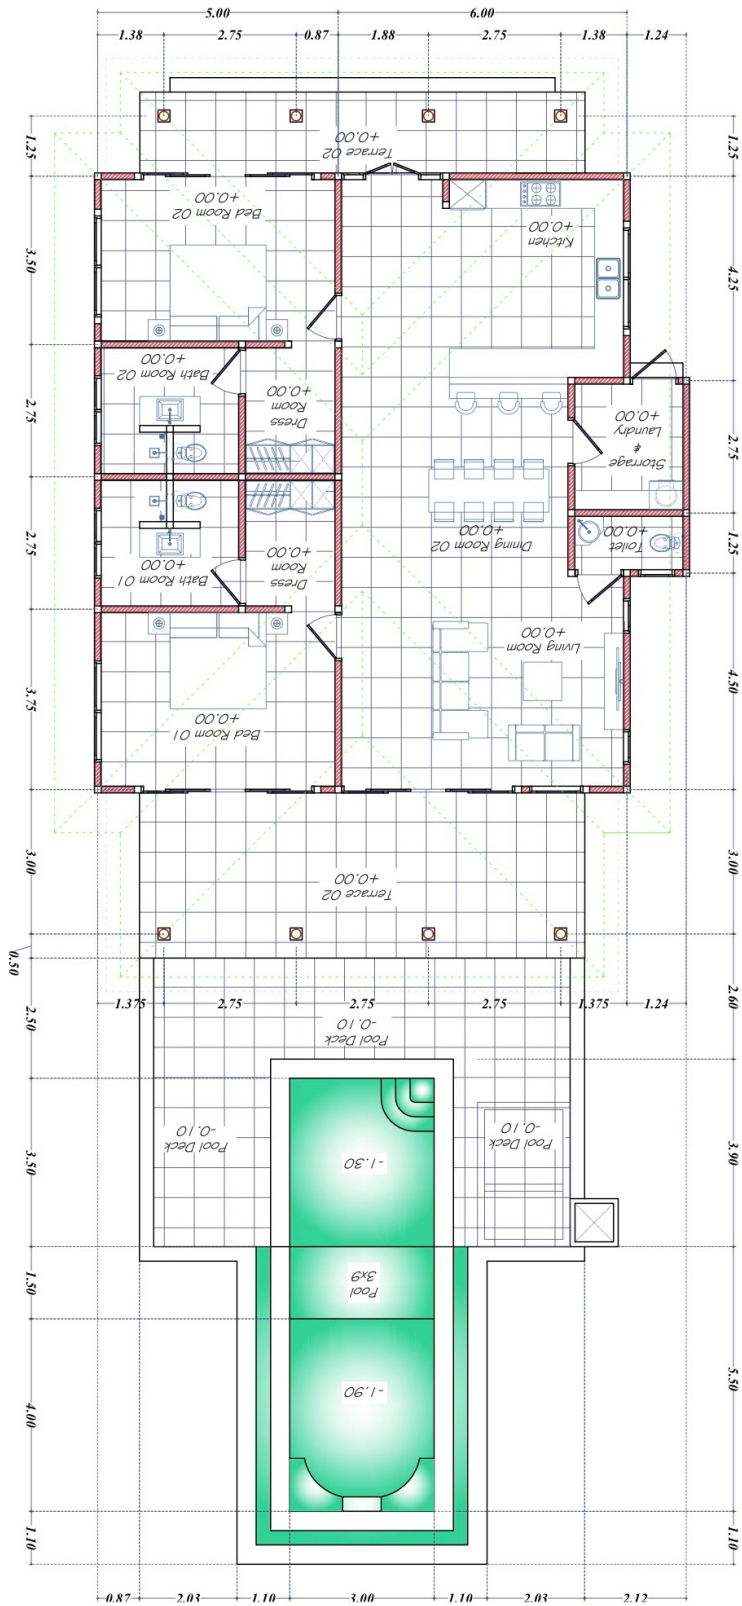 5.00 6.00
1.38 2.75 0.87 1.88 2.75 1.38 1.24
Terrace 02
+0.00
1.25
1.25
Bed Room 02
+0.00
Kitchen
+0.00
3.50
4.25
Bath Room 02
+0.00
Dress
Room
+0.00
Storrage
&
Laundry
+0.00
2.75
2.75
Dining Room 02
+0.00
Toilet
+0.00
2.75
1.25
Bath Room 01
+0.00
Dress
Room
+0.00
Living Room
+0.00
4.50
Bed Room 01
+0.00
3.75
Terrace 02
+0.00
3.00
3.00
0.50
1.375 2.75 2.75 2.75 1.375 1.24
2.50
2.60
Pool Deck
-0.10
Pool Deck
-0.10
Pool Deck
-0.10
-1.30
3.50
3.90
Pool
3x9
1.50
-1.90
4.00
5.50
1.10
1.10
0.87 2.03 1.10 3.00 1.10 2.03 2.12